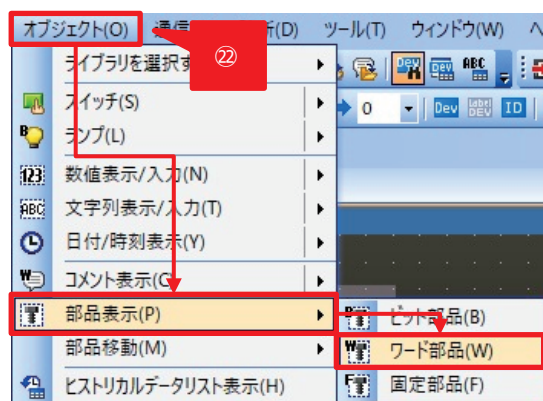 オブジェクト(O) 通信 (D) ツール(T) ウィンドウ(W)
㉒
ライブラリを選択
スイッチ(S)
0 Dev Label DEV ID
ランプ(L)
数値表示/入力(N)
文字列表示/入力(T)
日付/時刻表示(Y)
コメント表示(C)
部品表示(P)
ビット部品(B)
部品移動(M)
ワード部品(W)
ヒストリカルデータリスト表示(H)
固定部品(F)